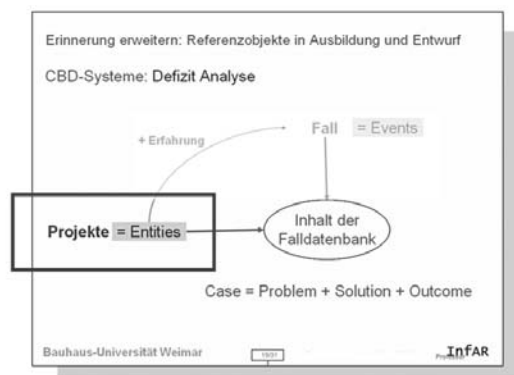 Erinnerung erweitern: Referenzobjekte in Ausbildung und Entwurf
CBD-Systeme: Defizit Analyse
Fall = Events
+ Erfahrung
Projekte = Entities
Inhalt der
Falldatenbank
Case = Problem + Solution + Outcome
Bauhaus-Universität Weimar
InfAR